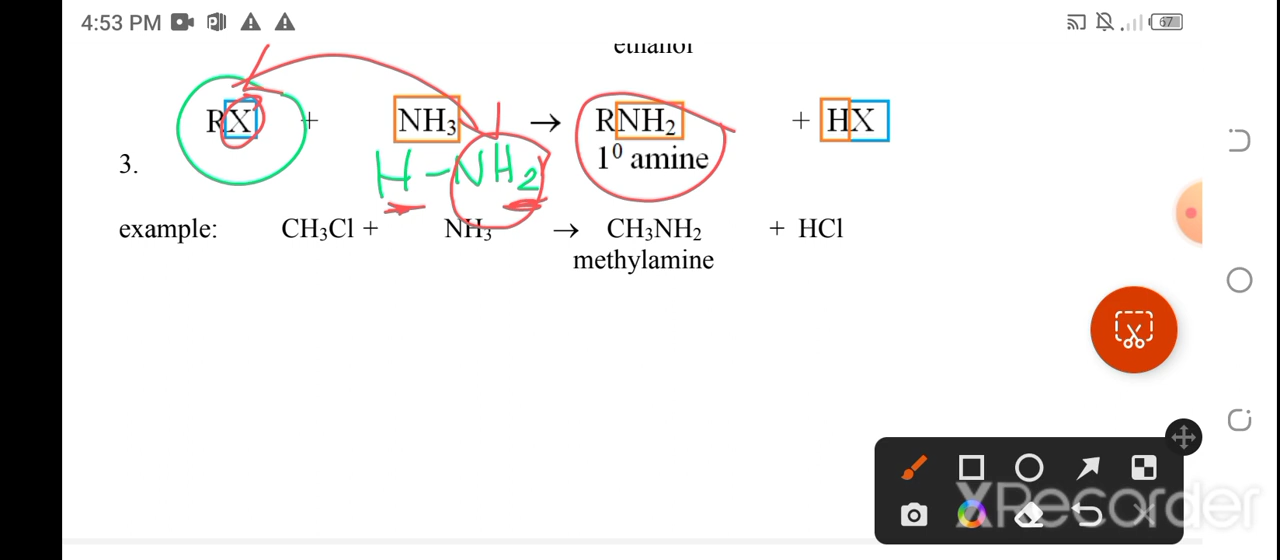 4:53 PM
67
ethanol
RX + NH₃ → RNH₂ + HX
H-NH₂
1⁰ amine
3.
example: CH₃Cl + NH₃ → CH₃NH₂ + HCl
methylamine
XRecorder